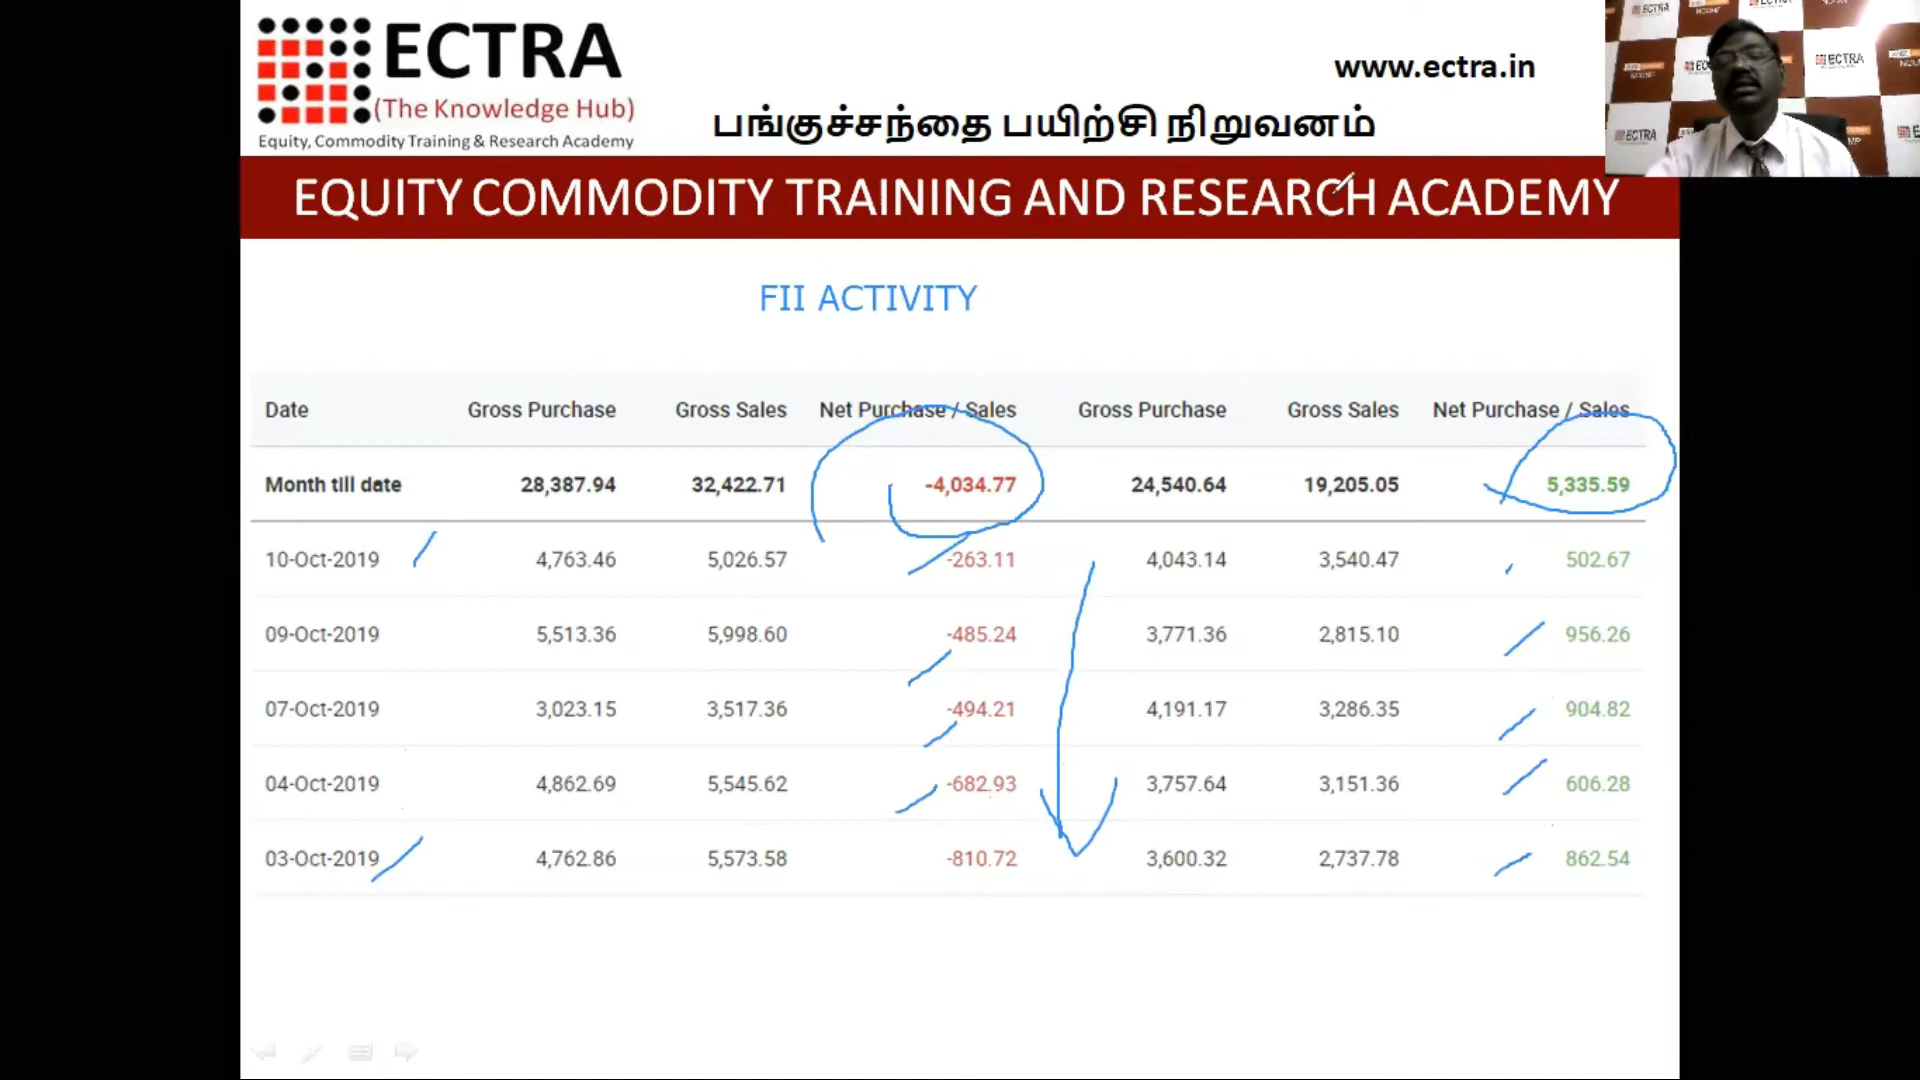 ECTRA
(The Knowledge Hub)
Equity, Commodity Training & Research Academy
www.ectra.in
பங்குச்சந்தை பயிற்சி நிறுவனம்
EQUITY COMMODITY TRAINING AND RESEARCH ACADEMY
FII ACTIVITY
Date Gross Purchase Gross Sales Net Purchase / Sales Gross Purchase Gross Sales Net Purchase / Sales
Month till date 28,387.94 32,422.71 -4,034.77 24,540.64 19,205.05 5,335.59
10-Oct-2019 4,763.46 5,026.57 -263.11 4,043.14 3,540.47 502.67
09-Oct-2019 5,513.36 5,998.60 -485.24 3,771.36 2,815.10 956.26
07-Oct-2019 3,023.15 3,517.36 -494.21 4,191.17 3,286.35 904.82
04-Oct-2019 4,862.69 5,545.62 -682.93 3,757.64 3,151.36 606.28
03-Oct-2019 4,762.86 5,573.58 -810.72 3,600.32 2,737.78 862.54
ECTRA
ECTRA
ECTRA